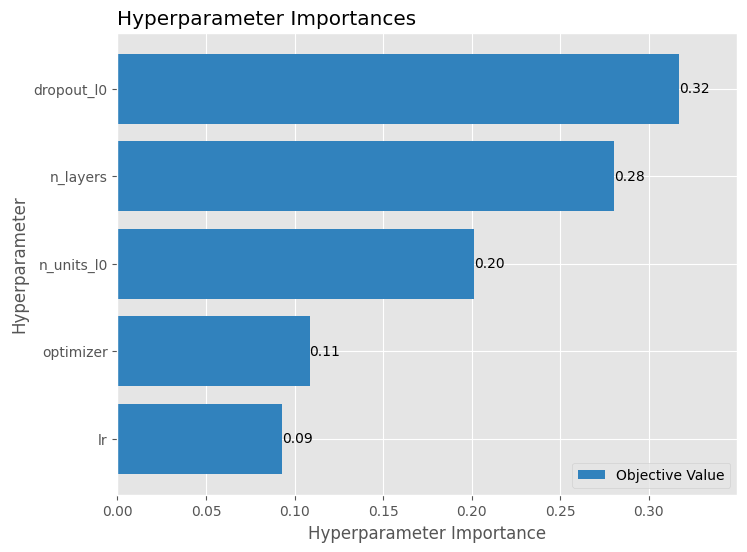 Hyperparameter Importances
Hyperparameter
dropout_l0
0.32
n_layers
0.28
n_units_l0
0.20
optimizer
0.11
lr
0.09
Objective Value
0.00 0.05 0.10 0.15 0.20 0.25 0.30
Hyperparameter Importance